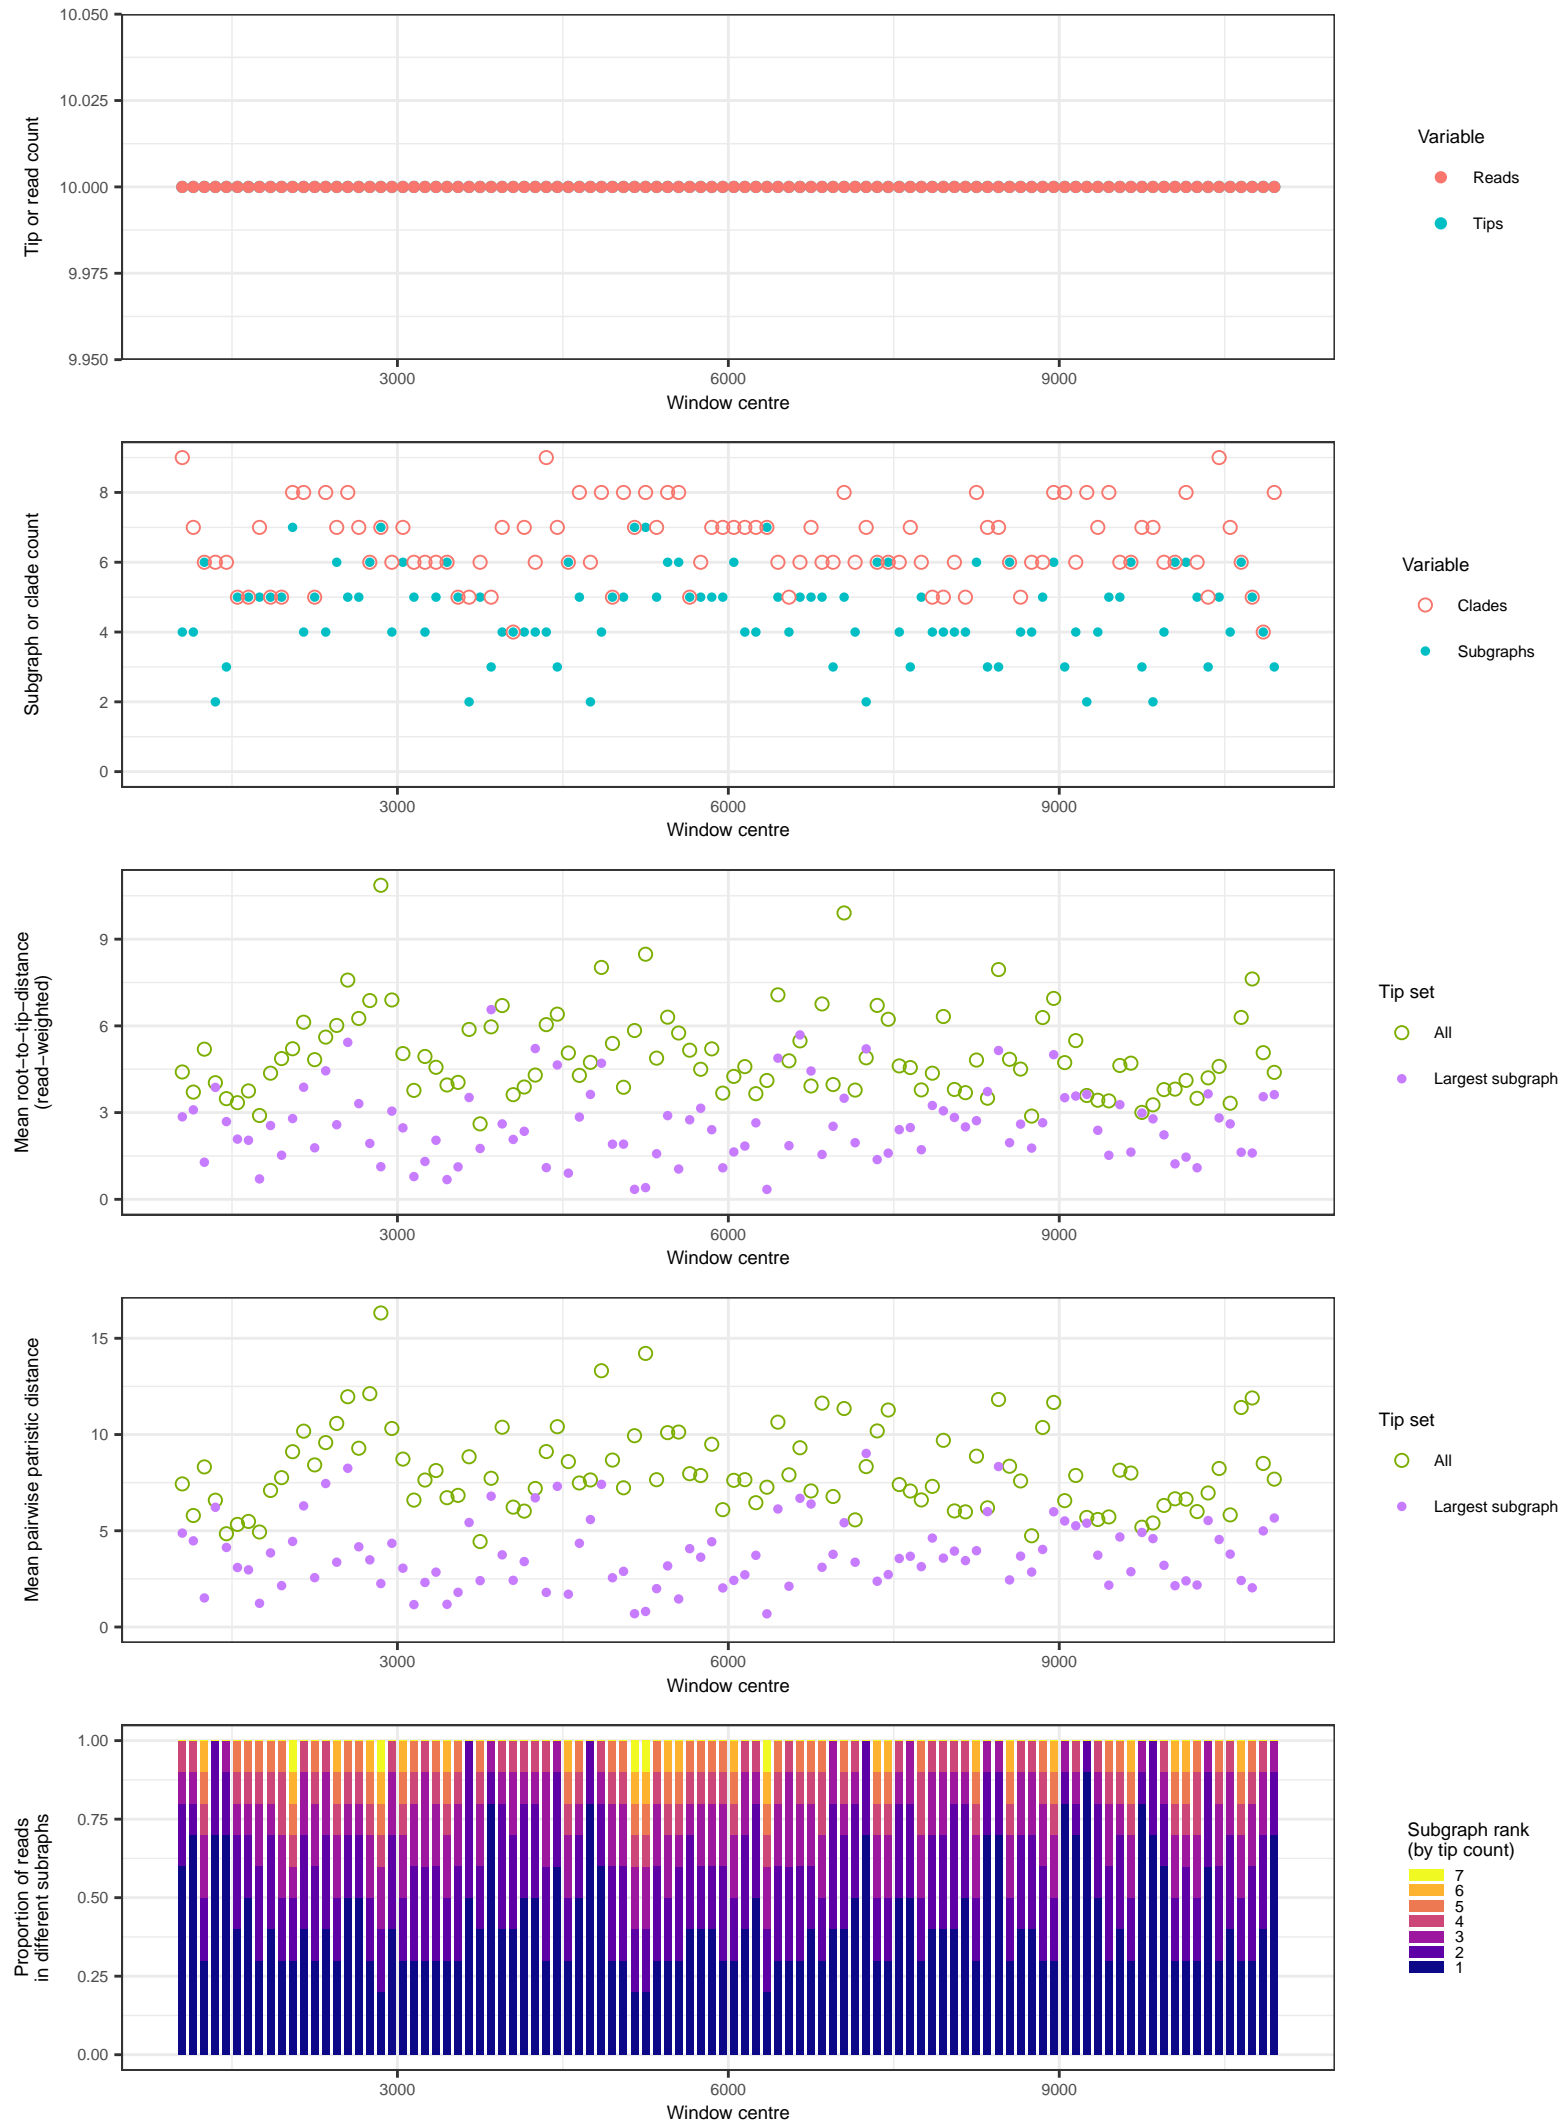 10.050
10.025
10.000
9.975
9.950
Tip or read count
3000 6000 9000
Window centre
Variable
Reads
Tips
8
6
4
2
0
Subgraph or clade count
3000 6000 9000
Window centre
Variable
Clades
Subgraphs
9
6
3
0
Mean root−to−tip−distance
(read−weighted)
3000 6000 9000
Window centre
Tip set
All
Largest subgraph
15
10
5
0
Mean pairwise patristic distance
3000 6000 9000
Window centre
Tip set
All
Largest subgraph
1.00
0.75
0.50
0.25
0.00
Proportion of reads
in different subraphs
3000 6000 9000
Window centre
Subgraph rank
(by tip count)
7
6
5
4
3
2
1